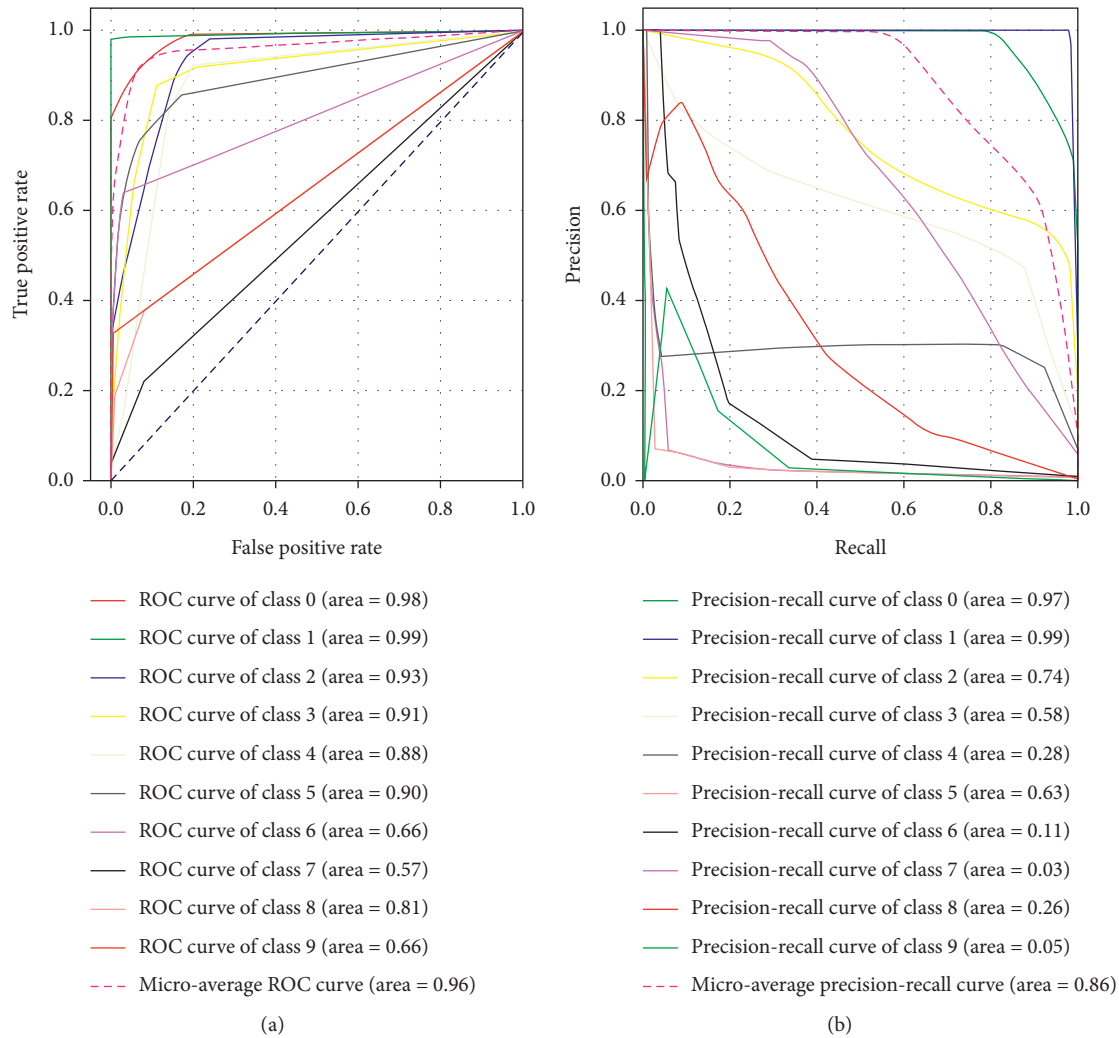 1.0
0.8
0.6
0.4
0.2
0.0
True positive rate
0.0 0.2 0.4 0.6 0.8 1.0
False positive rate
ROC curve of class 0 (area = 0.98)
ROC curve of class 1 (area = 0.99)
ROC curve of class 2 (area = 0.93)
ROC curve of class 3 (area = 0.91)
ROC curve of class 4 (area = 0.88)
ROC curve of class 5 (area = 0.90)
ROC curve of class 6 (area = 0.66)
ROC curve of class 7 (area = 0.57)
ROC curve of class 8 (area = 0.81)
ROC curve of class 9 (area = 0.66)
Micro-average ROC curve (area = 0.96)
(a)
1.0
0.8
0.6
0.4
0.2
0.0
Precision
0.0 0.2 0.4 0.6 0.8 1.0
Recall
Precision-recall curve of class 0 (area = 0.97)
Precision-recall curve of class 1 (area = 0.99)
Precision-recall curve of class 2 (area = 0.74)
Precision-recall curve of class 3 (area = 0.58)
Precision-recall curve of class 4 (area = 0.28)
Precision-recall curve of class 5 (area = 0.63)
Precision-recall curve of class 6 (area = 0.11)
Precision-recall curve of class 7 (area = 0.03)
Precision-recall curve of class 8 (area = 0.26)
Precision-recall curve of class 9 (area = 0.05)
Micro-average precision-recall curve (area = 0.86)
(b)